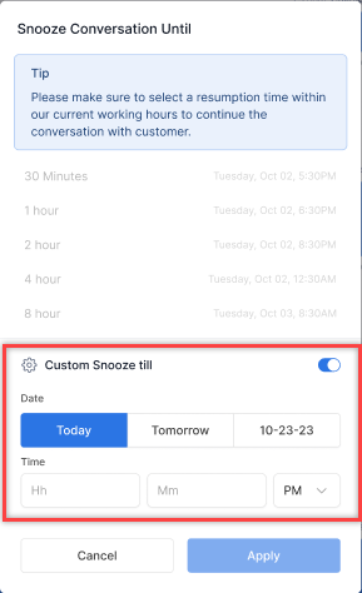 Snooze Conversation Until
Tip
Please make sure to select a resumption time within
our current working hours to continue the
conversation with customer.
30 Minutes Tuesday, Oct 02, 5:30PM
1 hour Tuesday, Oct 02, 6:30PM
2 hour Tuesday, Oct 02, 8:30PM
4 hour Tuesday, Oct 02, 12:30AM
8 hour Tuesday, Oct 03, 8:30AM
Custom Snooze till
Date
Today Tomorrow 10-23-23
Time
Hh Mm PM
Cancel Apply